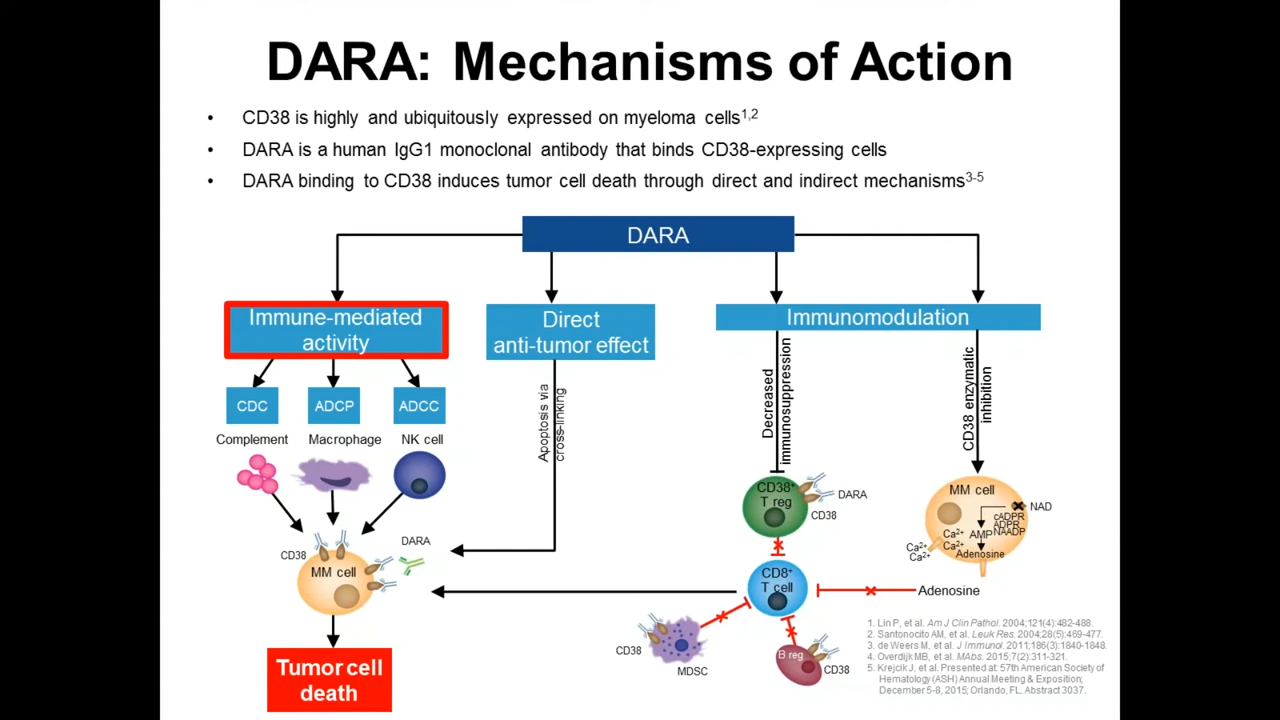 DARA: Mechanisms of Action
• CD38 is highly and ubiquitously expressed on myeloma cells1,2
• DARA is a human IgG1 monoclonal antibody that binds CD38-expressing cells
• DARA binding to CD38 induces tumor cell death through direct and indirect mechanisms3-5
DARA
Immune-mediated
activity
Direct
anti-tumor effect
Immunomodulation
CDC
ADCP
ADCC
Complement
Macrophage
NK cell
Apoptosis via
cross-linking
Decreased
immunosuppression
CD38 enzymatic
inhibition
CD38+
T reg
DARA
CD38
MM cell
NAD
cADPR
ADPR
NAADP
AMP
Adenosine
Ca2+
Ca2+
Ca2+
Ca2+
CD38
DARA
MM cell
CD8+
T cell
Adenosine
CD38
MDSC
B reg
CD38
Tumor cell
death
1. Lin P, et al. Am J Clin Pathol. 2004;121(4):482-488.
2. Santonocito AM, et al. Leuk Res. 2004;28(5):469-477.
3. de Weers M, et al. J Immunol. 2011;186(3):1840-1848.
4. Overdijk MB, et al. MAbs. 2015;7(2):311-321.
5. Krejcik J, et al. Presented at: 57th American Society of
Hematology (ASH) Annual Meeting & Exposition;
December 5-8, 2015; Orlando, FL. Abstract 3037.